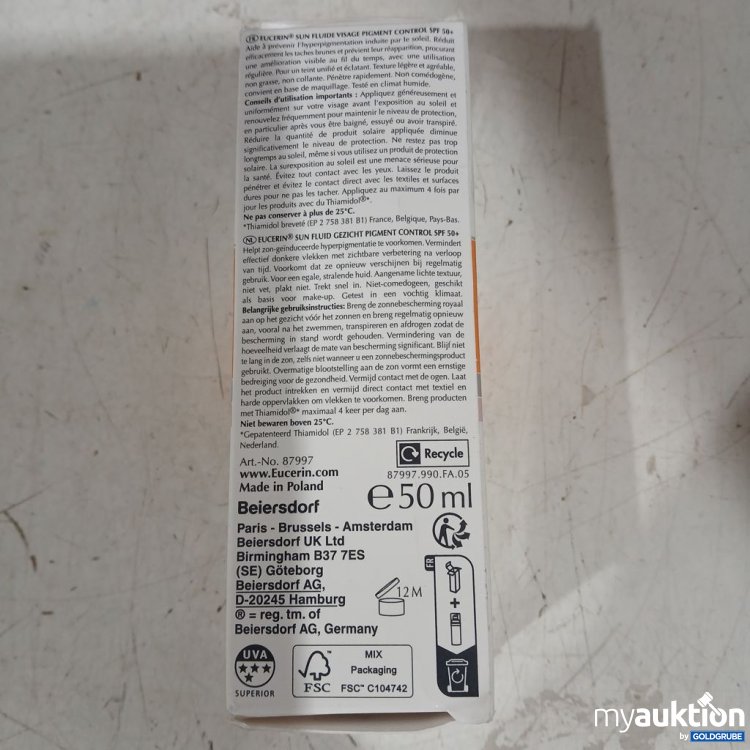 FR EUCERIN® SUN FLUIDE VISAGE PIGMENT CONTROL SPF 50+
Aide à prévenir l'hyperpigmentation induite par le soleil. Réduit
efficacement les taches brunes et prévient leur réapparition, procurant
une amélioration visible au fil du temps, avec une utilisation
régulière. Pour un teint unifié et éclatant. Texture légère et agréable,
non grasse, non collante. Pénètre rapidement. Non comédogène,
convient en base de maquillage. Testé en climat humide.
Conseils d'utilisation importants : Appliquez généreusement et
uniformément sur votre visage avant l'exposition au soleil et
renouvelez fréquemment pour maintenir le niveau de protection,
en particulier après vous être baigné, essuyé ou avoir transpiré.
Réduire la quantité de produit solaire appliquée diminue
significativement le niveau de protection. Ne restez pas trop
longtemps au soleil, même si vous utilisez un produit de protection
solaire. La surexposition au soleil est une menace sérieuse pour
la santé. Évitez tout contact avec les yeux. Laissez le produit
pénétrer et évitez le contact direct avec les textiles et surfaces
dures pour ne pas les tacher. Appliquez au maximum 4 fois par
jour les produits avec du Thiamidol®*.
Ne pas conserver à plus de 25°C.
*Thiamidol breveté (EP 2 758 381 B1) France, Belgique, Pays-Bas.
NL EUCERIN® SUN FLUID GEZICHT PIGMENT CONTROL SPF 50+
Helpt zon-geïnduceerde hyperpigmentatie te voorkomen. Vermindert
effectief donkere vlekken met zichtbare verbetering na verloop
van tijd. Voorkomt dat ze opnieuw verschijnen bij regelmatig
gebruik. Voor een egale, stralende huid. Aangename lichte textuur,
niet vet, plakt niet. Trekt snel in. Niet-comedogeen, geschikt
als basis voor make-up. Getest in een vochtig klimaat.
Belangrijke gebruiksinstructies: Breng de zonnebescherming royaal
aan op het gezicht vóór het zonnen en breng regelmatig opnieuw
aan, vooral na het zwemmen, transpireren en afdrogen zodat de
bescherming in stand wordt gehouden. Vermindering van de
hoeveelheid verlaagt de mate van bescherming significant. Blijf niet
te lang in de zon, zelfs niet wanneer u een zonnebeschermingsproduct
gebruikt. Overmatige blootstelling aan de zon vormt een ernstige
bedreiging voor de gezondheid. Vermijd contact met de ogen. Laat
het product intrekken en vermijd direct contact met textiel en
harde oppervlakken om vlekken te voorkomen. Breng producten
met Thiamidol®* maximaal 4 keer per dag aan.
Niet bewaren boven 25°C.
*Gepatenteerd Thiamidol (EP 2 758 381 B1) Frankrijk, België,
Nederland.
Art.-No. 87997
www.Eucerin.com
Made in Poland
Recycle
87997.990.FA.05
e 50 ml
Beiersdorf
Paris - Brussels - Amsterdam
Beiersdorf UK Ltd
Birmingham B37 7ES
(SE) Göteborg
Beiersdorf AG,
D-20245 Hamburg
® = reg. tm. of
Beiersdorf AG, Germany
12M
FR
+
UVA
SUPERIOR
FSC
MIX
Packaging
FSC™ C104742
myauktion
by GOLDGRUBE